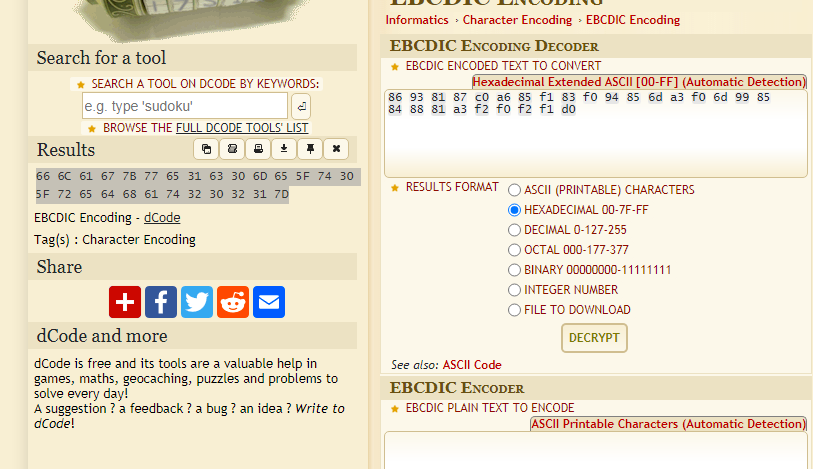 EBCDIC ENCODING
Informatics › Character Encoding › EBCDIC Encoding
Search for a tool
SEARCH A TOOL ON DCODE BY KEYWORDS:
e.g. type 'sudoku'
BROWSE THE FULL DCODE TOOLS' LIST
Results
66 6C 61 67 7B 77 65 31 63 30 6D 65 5F 74 30
5F 72 65 64 68 61 74 32 30 32 31 7D
EBCDIC Encoding - dCode
Tag(s) : Character Encoding
Share
dCode and more
dCode is free and its tools are a valuable help in
games, maths, geocaching, puzzles and problems to
solve every day!
A suggestion ? a feedback ? a bug ? an idea ? Write to
dCode!
EBCDIC ENCODING DECODER
EBCDIC ENCODED TEXT TO CONVERT
Hexadecimal Extended ASCII [00-FF] (Automatic Detection)
86 93 81 87 c0 a6 85 f1 83 f0 94 85 6d a3 f0 6d 99 85
84 88 81 a3 f2 f0 f2 f1 d0
RESULTS FORMAT
ASCII (PRINTABLE) CHARACTERS
HEXADECIMAL 00-7F-FF
DECIMAL 0-127-255
OCTAL 000-177-377
BINARY 00000000-11111111
INTEGER NUMBER
FILE TO DOWNLOAD
DECRYPT
See also: ASCII Code
EBCDIC ENCODER
EBCDIC PLAIN TEXT TO ENCODE
ASCII Printable Characters (Automatic Detection)